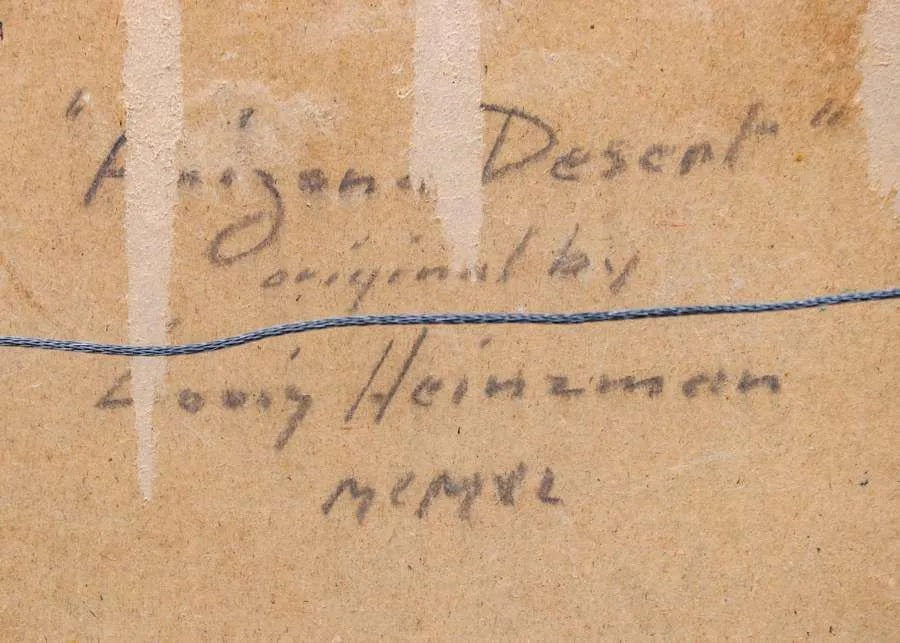 "Arizona Desert"
original by
Louis Heinzman
MCMXL